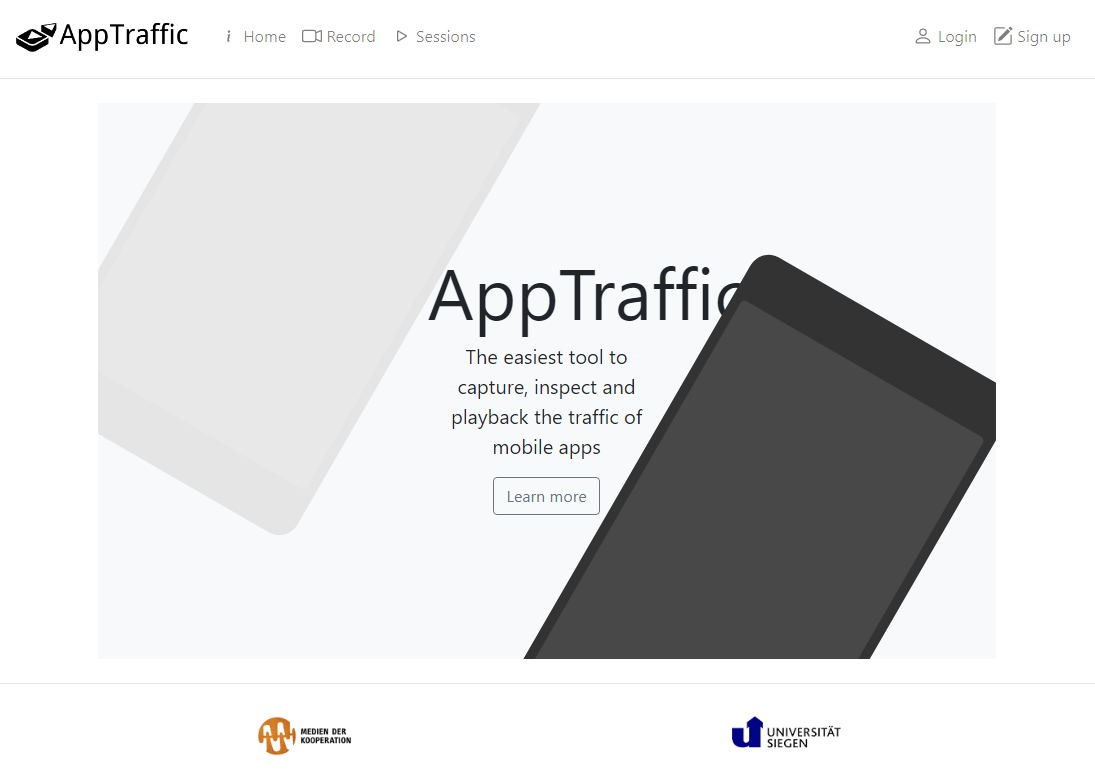 AppTraffic
Home
Record
Sessions
Login
Sign up
AppTraffic
The easiest tool to
capture, inspect and
playback the traffic of
mobile apps
Learn more
MEDIEN DER
KOOPERATION
UNIVERSITÄT
SIEGEN